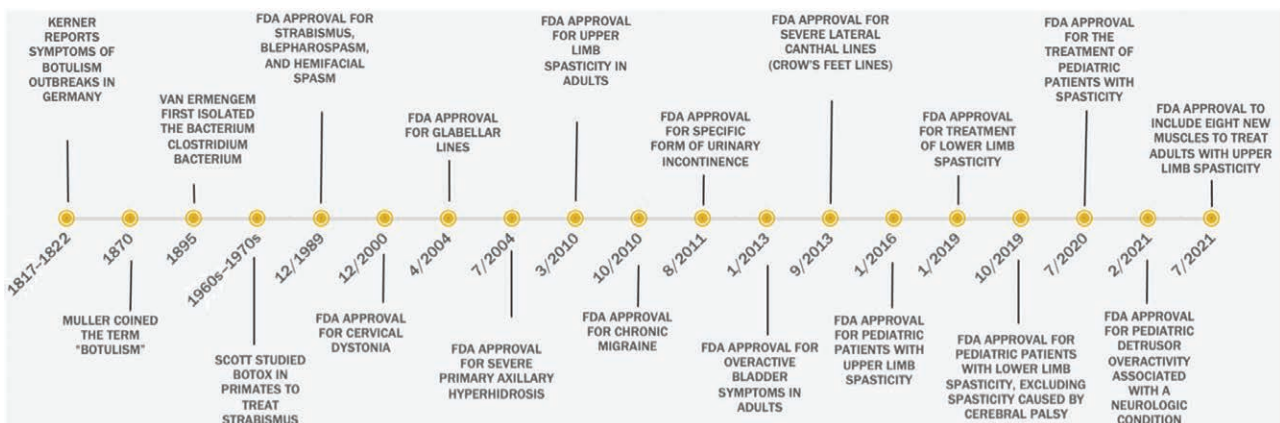 KERNER
REPORTS
SYMPTOMS OF
BOTULISM
OUTBREAKS IN
GERMANY
VAN ERMENGEM
FIRST ISOLATED
THE BACTERIUM
CLOSTRIDIUM
BACTERIUM
FDA APPROVAL FOR
STRABISMUS,
BLEPHAROSPASM,
AND HEMIFACIAL
SPASM
FDA APPROVAL
FOR GLABELLAR
LINES
FDA APPROVAL
FOR UPPER
LIMB
SPASTICITY IN
ADULTS
FDA APPROVAL
FOR SPECIFIC
FORM OF URINARY
INCONTINENCE
FDA APPROVAL FOR
SEVERE LATERAL
CANTHAL LINES
(CROW'S FEET LINES)
FDA APPROVAL
FOR TREATMENT
OF LOWER LIMB
SPASTICITY
FDA APPROVAL
FOR THE
TREATMENT OF
PEDIATRIC
PATIENTS WITH
SPASTICITY
FDA APPROVAL TO
INCLUDE EIGHT NEW
MUSCLES TO TREAT
ADULTS WITH UPPER
LIMB SPASTICITY
1817–1822
1870
1895
1960s–1970s
12/1989
12/2000
4/2004
7/2004
3/2010
10/2010
8/2011
1/2013
9/2013
1/2016
1/2019
10/2019
7/2020
2/2021
7/2021
MULLER COINED
THE TERM
"BOTULISM"
SCOTT STUDIED
BOTOX IN
PRIMATES TO
TREAT
STRABISMUS
FDA APPROVAL
FOR CERVICAL
DYSTONIA
FDA APPROVAL
FOR SEVERE
PRIMARY AXILLARY
HYPERHIDROSIS
FDA APPROVAL
FOR CHRONIC
MIGRAINE
FDA APPROVAL FOR
OVERACTIVE
BLADDER
SYMPTOMS IN
ADULTS
FDA APPROVAL
FOR PEDIATRIC
PATIENTS WITH
UPPER LIMB
SPASTICITY
FDA APPROVAL FOR
PEDIATRIC PATIENTS
WITH LOWER LIMB
SPASTICITY, EXCLUDING
SPASTICITY CAUSED BY
CEREBRAL PALSY
FDA APPROVAL
FOR PEDIATRIC
DETRUSOR
OVERACTIVITY
ASSOCIATED
WITH A
NEUROLOGIC
CONDITION